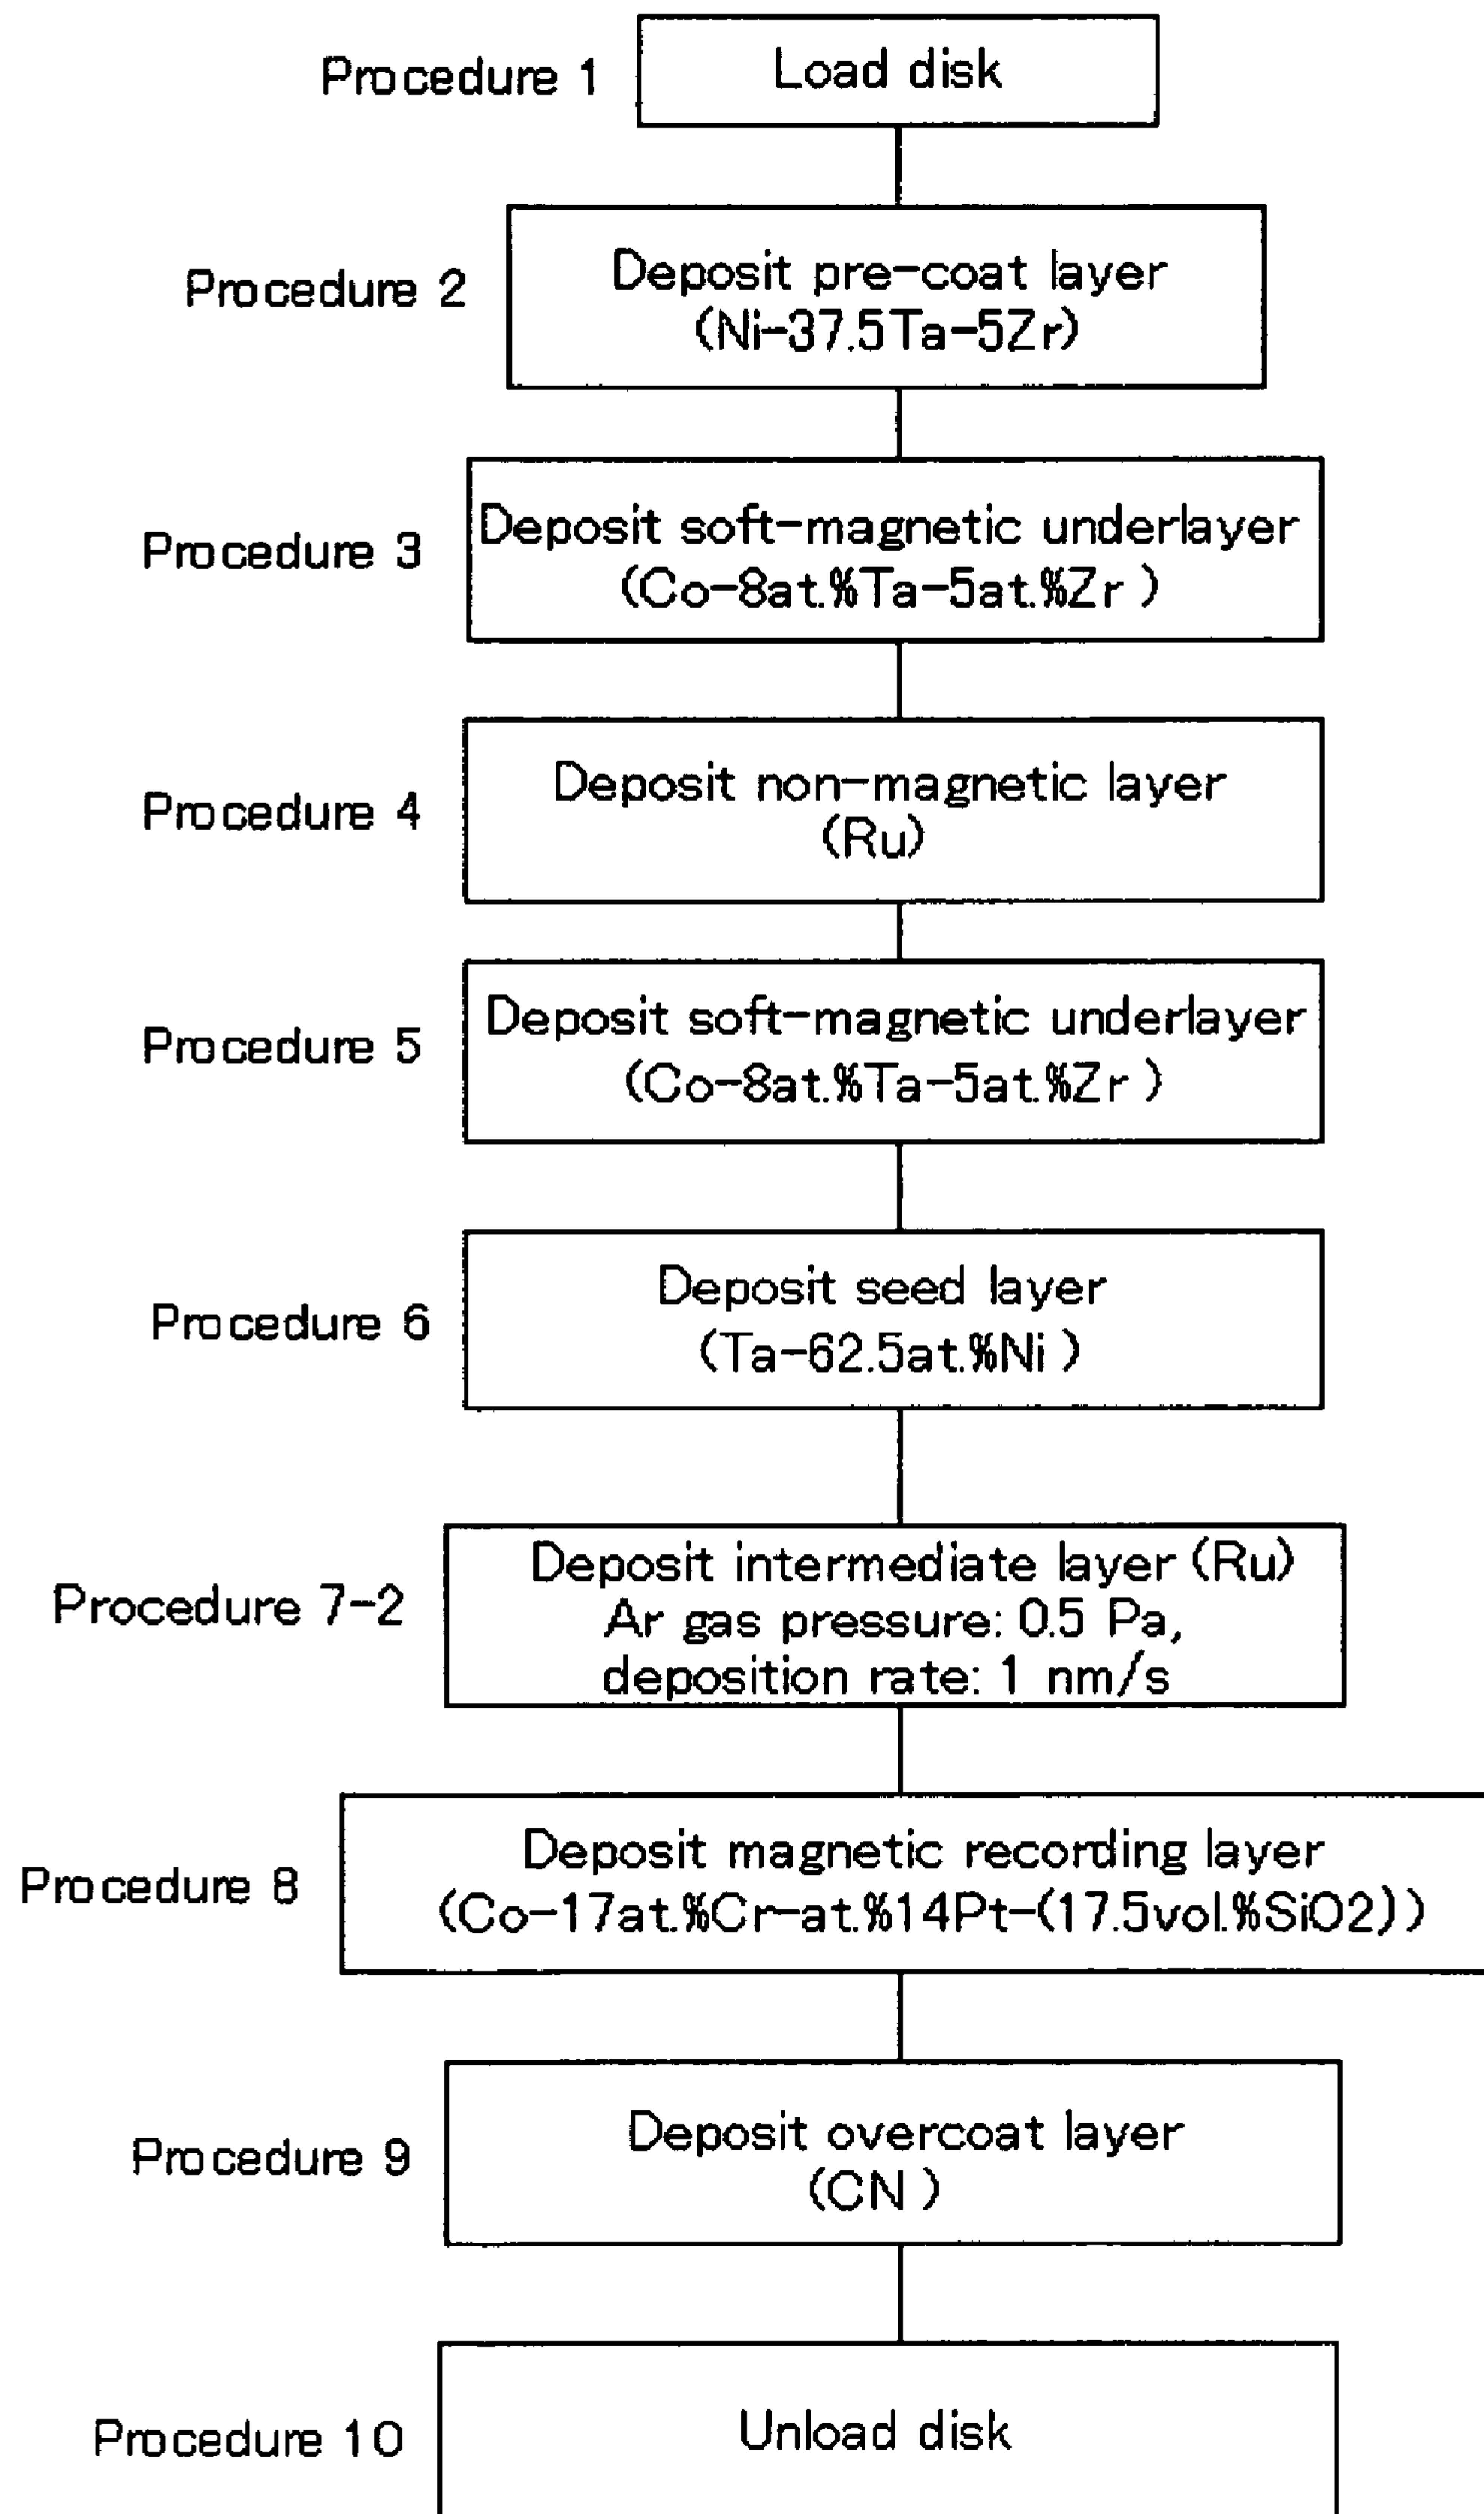 Procedure 1
Load disk
Procedure 2
Deposit pre-coat layer
(Ni-37.5Ta-5Zr)
Procedure 3
Deposit soft-magnetic underlayer
(Co-8at.%Ta-5at.%Zr)
Procedure 4
Deposit non-magnetic layer
(Ru)
Procedure 5
Deposit soft-magnetic underlayer
(Co-8at.%Ta-5at.%Zr)
Procedure 6
Deposit seed layer
(Ta-62.5at.%Ni)
Procedure 7-2
Deposit intermediate layer (Ru)
Ar gas pressure: 0.5 Pa,
deposition rate: 1 nm/s
Procedure 8
Deposit magnetic recording layer
(Co-17at.%Cr-at.%14Pt-(17.5vol.%SiO2))
Procedure 9
Deposit overcoat layer
(CN)
Procedure 10
Unload disk